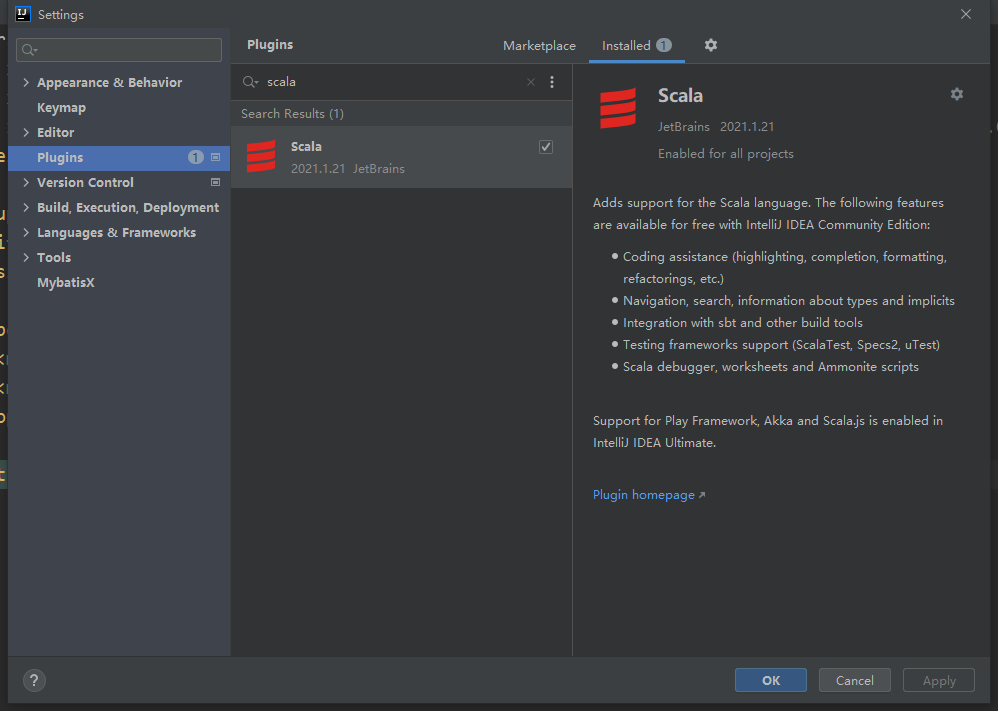 Settings
Appearance & Behavior
Keymap
Editor
Plugins 1
Version Control
Build, Execution, Deployment
Languages & Frameworks
Tools
MybatisX
Plugins
Marketplace
Installed 1
scala
Search Results (1)
Scala
2021.1.21 JetBrains
Scala
JetBrains 2021.1.21
Enabled for all projects
Adds support for the Scala language. The following features
are available for free with IntelliJ IDEA Community Edition:
Coding assistance (highlighting, completion, formatting,
refactorings, etc.)
Navigation, search, information about types and implicits
Integration with sbt and other build tools
Testing frameworks support (ScalaTest, Specs2, uTest)
Scala debugger, worksheets and Ammonite scripts
Support for Play Framework, Akka and Scala.js is enabled in
IntelliJ IDEA Ultimate.
Plugin homepage
?
OK
Cancel
Apply